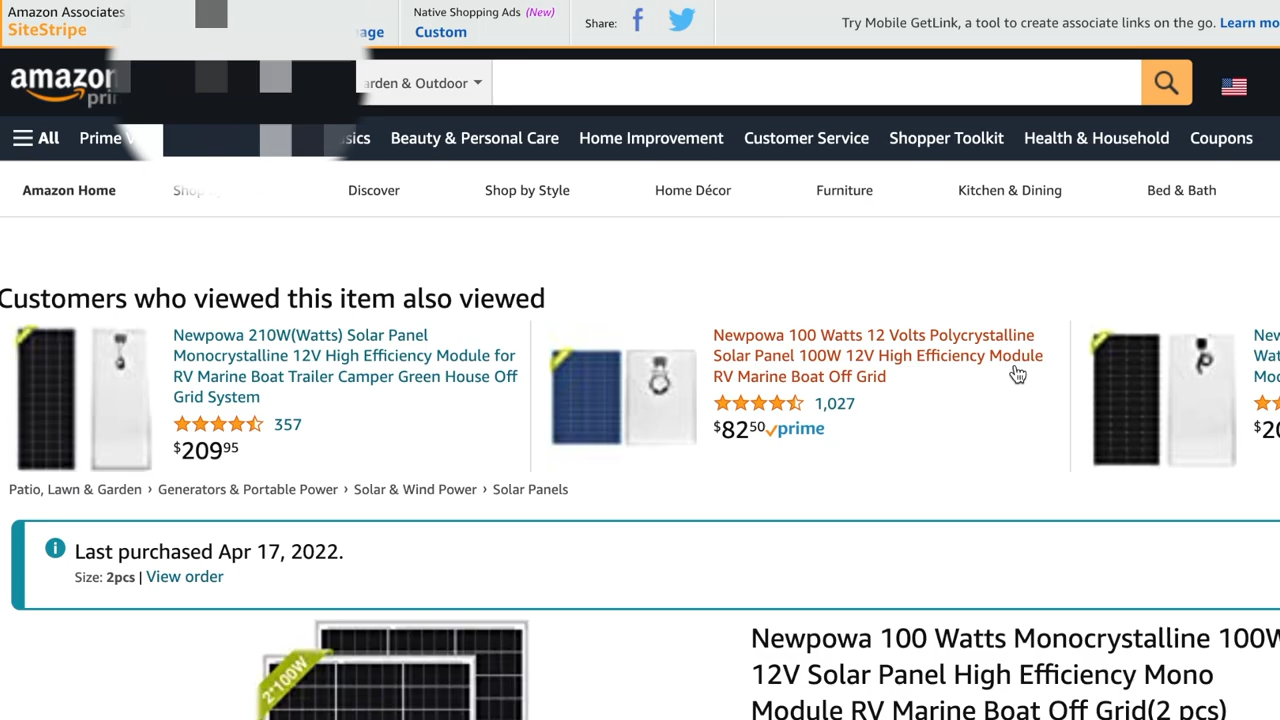 Amazon Associates
SiteStripe
Native Shopping Ads (New)
Custom
Share:
Try Mobile GetLink, a tool to create associate links on the go. Learn
amazon
& Outdoor
All Prime
Beauty & Personal Care Home Improvement Customer Service Shopper Toolkit Health & Household Coupons
Amazon Home Discover Shop by Style Home Décor Furniture Kitchen & Dining Bed & Bath
Customers who viewed this item also viewed
Newpowa 210W(Watts) Solar Panel
Monocrystalline 12V High Efficiency Module for
RV Marine Boat Trailer Camper Green House Off
Grid System
357
$20995
Newpowa 100 Watts 12 Volts Polycrystalline
Solar Panel 100W 12V High Efficiency Module
RV Marine Boat Off Grid
1,027
$8250 prime
Patio, Lawn & Garden › Generators & Portable Power › Solar & Wind Power › Solar Panels
Last purchased Apr 17, 2022.
Size: 2pcs | View order
2*100W
Newpowa 100 Watts Monocrystalline 100W
12V Solar Panel High Efficiency Mono
Module RV Marine Boat Off Grid(2 pcs)